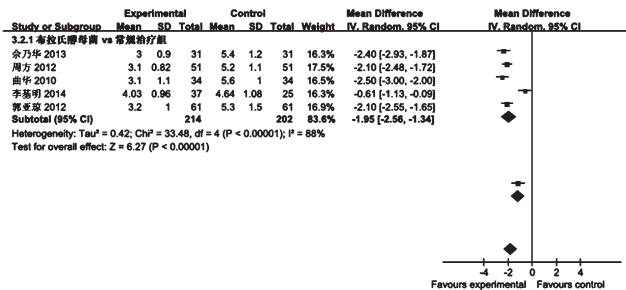 Experimental Control Mean Difference Mean Difference
Study or Subgroup Mean SD Total Mean SD Total Weight IV. Random. 95% CI IV. Random. 95% CI
3.2.1 布拉氏酵母菌 vs 常规治疗组
佘乃华 2013 3 0.9 31 5.4 1.2 31 16.3% -2.40 [-2.93, -1.87]
周方 2012 3.1 0.82 51 5.2 1.1 51 17.5% -2.10 [-2.48, -1.72]
曲华 2010 3.1 1.1 34 5.6 1 34 16.6% -2.50 [-3.00, -2.00]
李基明 2014 4.03 0.96 37 4.64 1.08 25 16.3% -0.61 [-1.13, -0.09]
郭亚琼 2012 3.2 1 61 5.3 1.5 61 16.9% -2.10 [-2.55, -1.65]
Subtotal (95% CI) 214 202 83.6% -1.95 [-2.56, -1.34]
Heterogeneity: Tau² = 0.42; Chi² = 33.48, df = 4 (P < 0.00001); I² = 88%
Test for overall effect: Z = 6.27 (P < 0.00001)
-4 -2 0 2 4
Favours experimental Favours control